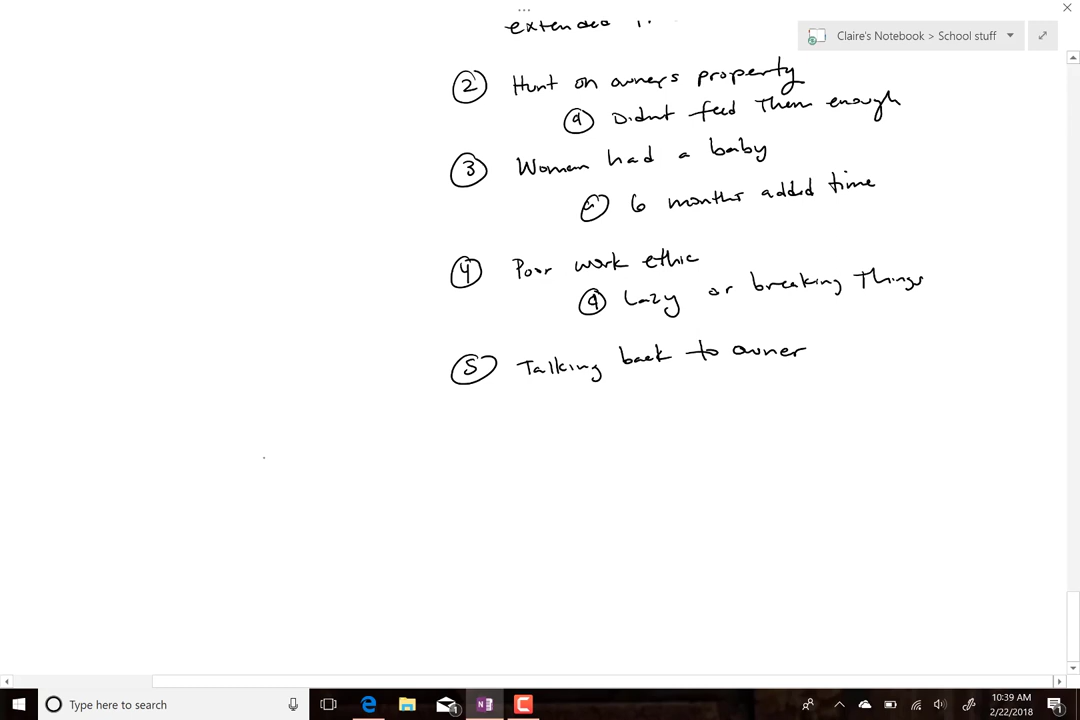 extended
Claire's Notebook > School stuff
② Hunt on owners property
ⓐ Didnt feed Them enough
③ Woman had a baby
ⓐ 6 months added time
④ Poor work ethic
ⓐ Lazy or breaking Things
⑤ Talking back to owner
Type here to search
10:39 AM
2/22/2018